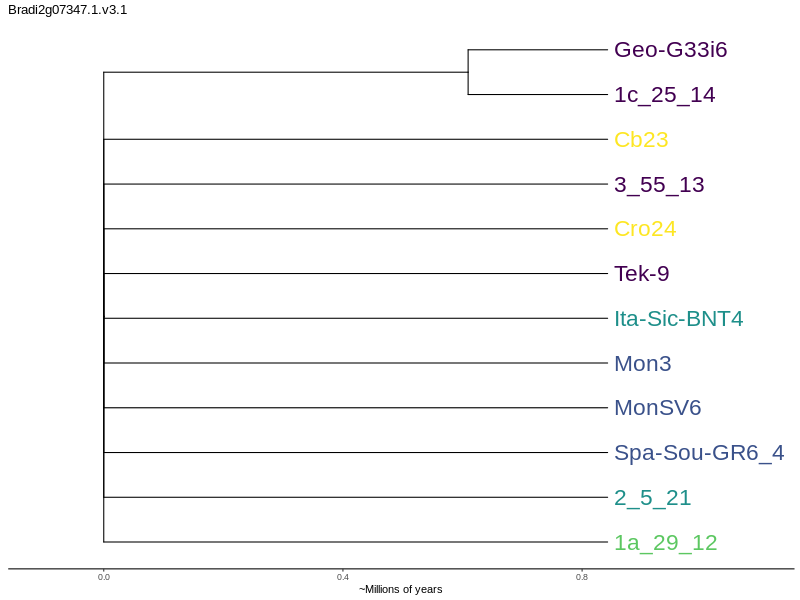 Bradi2g07347.1.v3.1
Geo-G33i6
1c_25_14
Cb23
3_55_13
Cro24
Tek-9
Ita-Sic-BNT4
Mon3
MonSV6
Spa-Sou-GR6_4
2_5_21
1a_29_12
0.0 0.4 0.8
~Millions of years